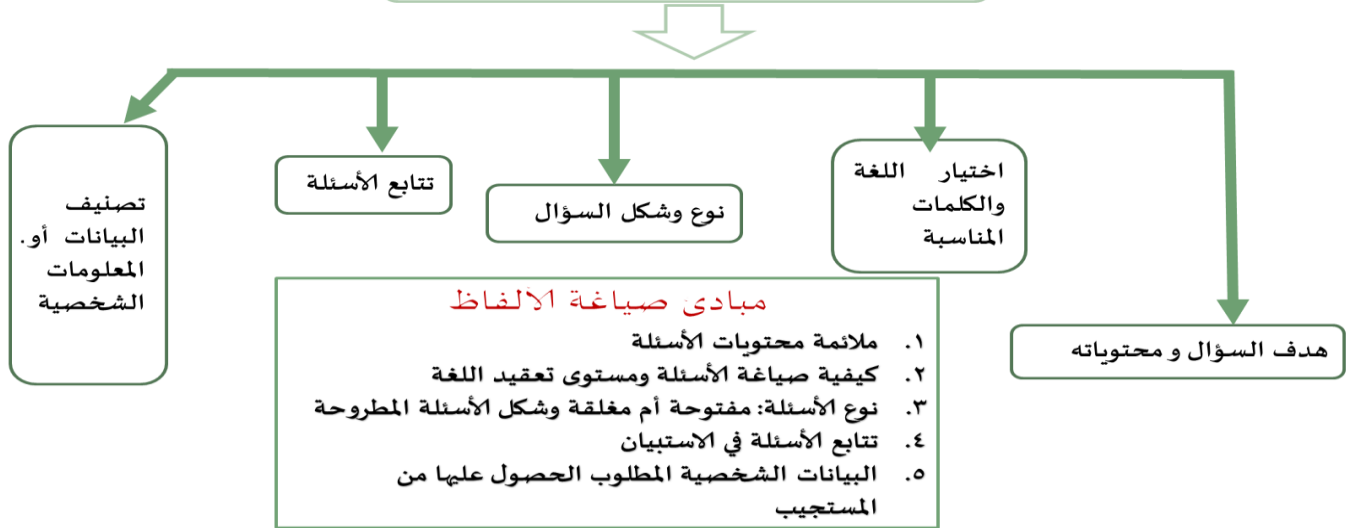 هدف السؤال و محتوياته
اختيار اللغة
والكلمات
المناسبة
نوع وشكل السؤال
تتابع الأسئلة
تصنيف
البيانات أو.
المعلومات
الشخصية
مبادئ صياغة الألفاظ
١. ملائمة محتويات الأسئلة
٢. كيفية صياغة الأسئلة ومستوى تعقيد اللغة
٣. نوع الأسئلة: مفتوحة أم مغلقة وشكل الأسئلة المطروحة
٤. تتابع الأسئلة في الاستبيان
٥. البيانات الشخصية المطلوب الحصول عليها من
المستجيب